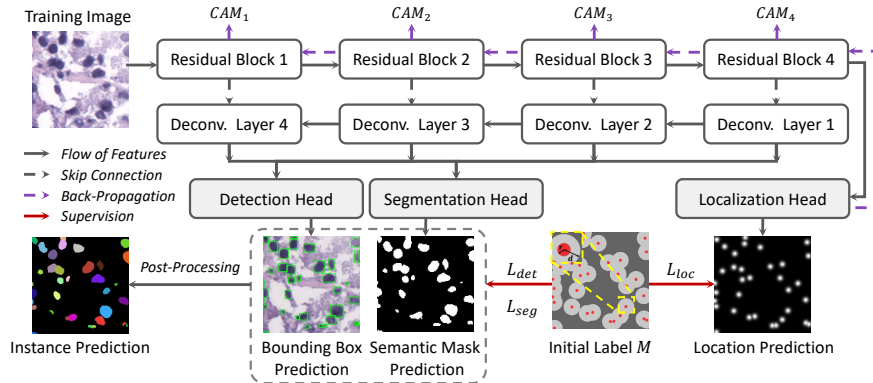 Training Image
CAM₁
CAM₂
CAM₃
CAM₄
Residual Block 1
Residual Block 2
Residual Block 3
Residual Block 4
Deconv. Layer 4
Deconv. Layer 3
Deconv. Layer 2
Deconv. Layer 1
Flow of Features
Skip Connection
Back-Propagation
Supervision
Detection Head
Segmentation Head
Localization Head
Post-Processing
L_det
L_seg
d
L_loc
Instance Prediction
Bounding Box
Prediction
Semantic Mask
Prediction
Initial Label M
Location Prediction